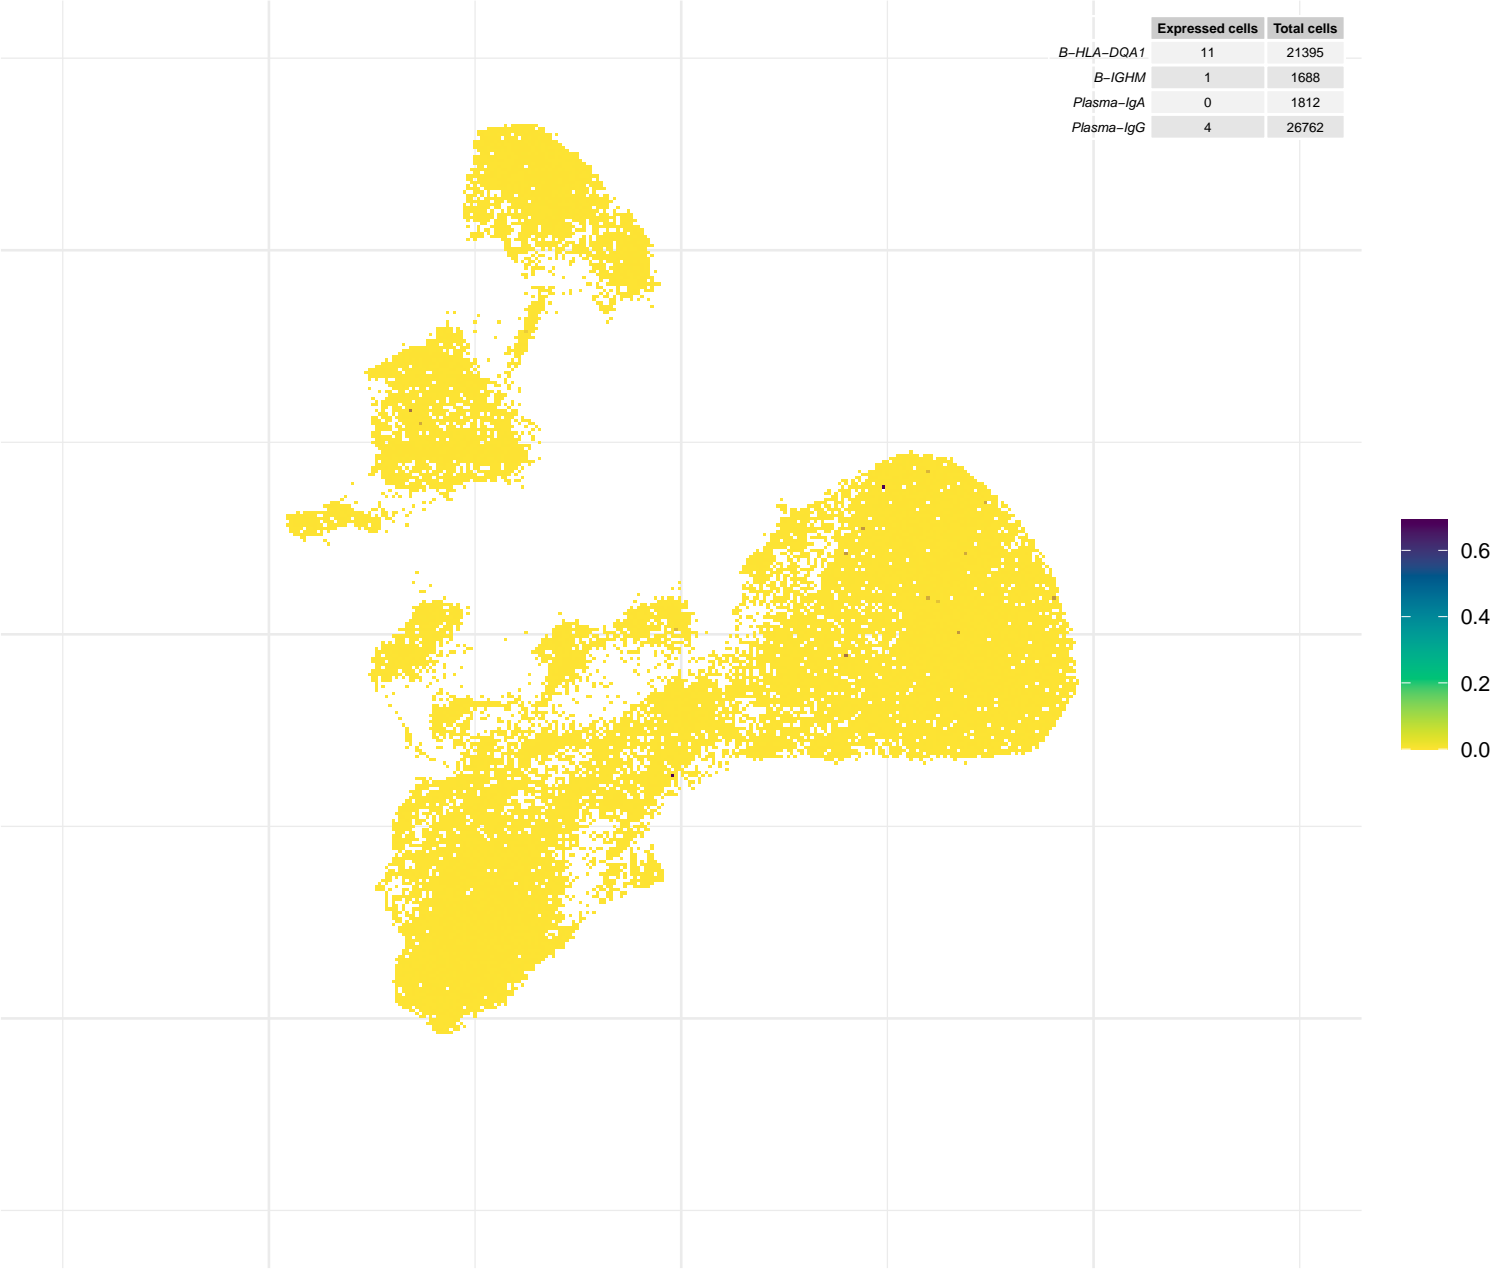 Expressed cells Total cells
B−HLA−DQA1 11 21395
B−IGHM 1 1688
Plasma−IgA 0 1812
Plasma−IgG 4 26762
0.6
0.4
0.2
0.0